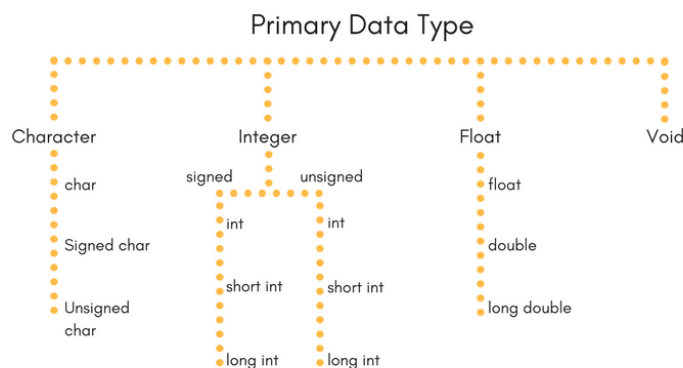 Primary Data Type
Character
Integer
Float
Void
char
Signed char
Unsigned
char
signed
unsigned
int
short int
long int
int
short int
long int
float
double
long double